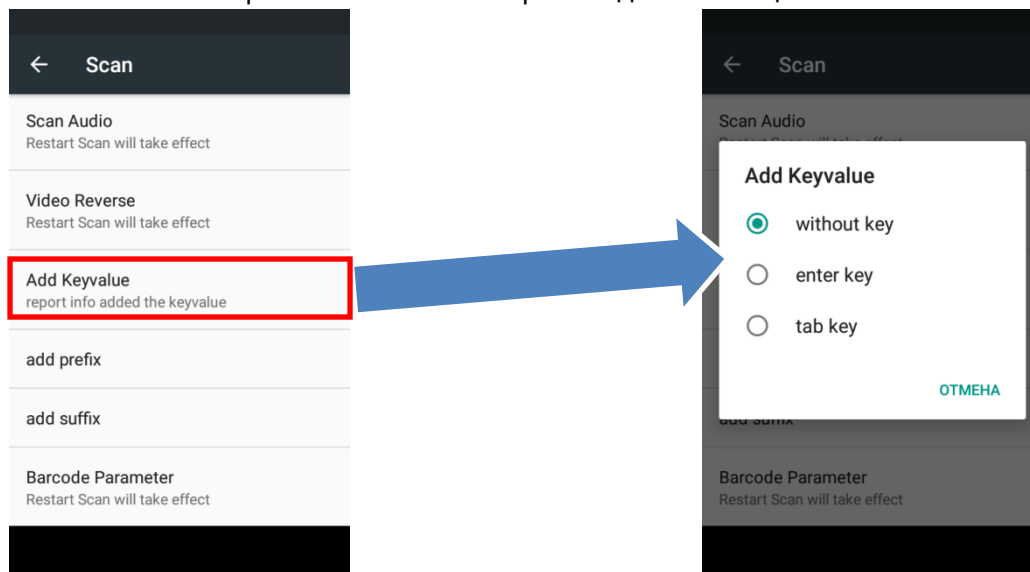 Scan
Scan Audio
Restart Scan will take effect
Video Reverse
Restart Scan will take effect
Add Keyvalue
report info added the keyvalue
add prefix
add suffix
Barcode Parameter
Restart Scan will take effect
Scan
Scan Audio
Add Keyvalue
without key
enter key
tab key
ОТМЕНА
add suffix
Barcode Parameter
Restart Scan will take effect